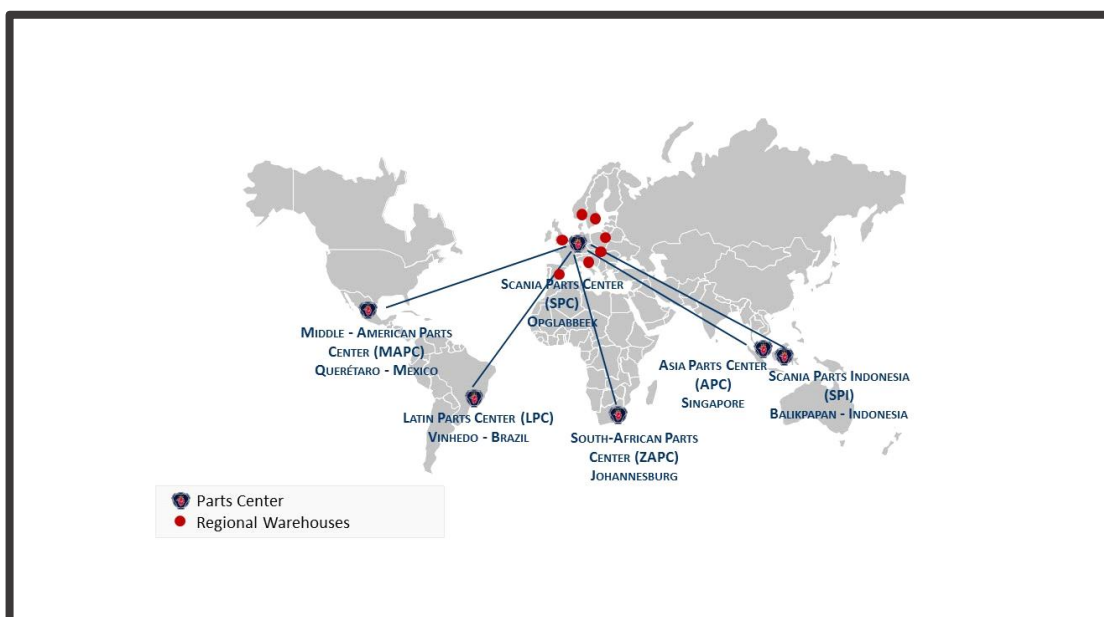 Scania Parts Center
(SPC)
Opglabbeek
Middle - American Parts
Center (MAPC)
Querétaro - México
Latin Parts Center (LPC)
Vinhedo - Brazil
South-African Parts
Center (ZAPC)
Johannesburg
Asia Parts Center
(APC)
Singapore
Scania Parts Indonesia
(SPI)
Balikpapan - Indonesia
Parts Center
Regional Warehouses